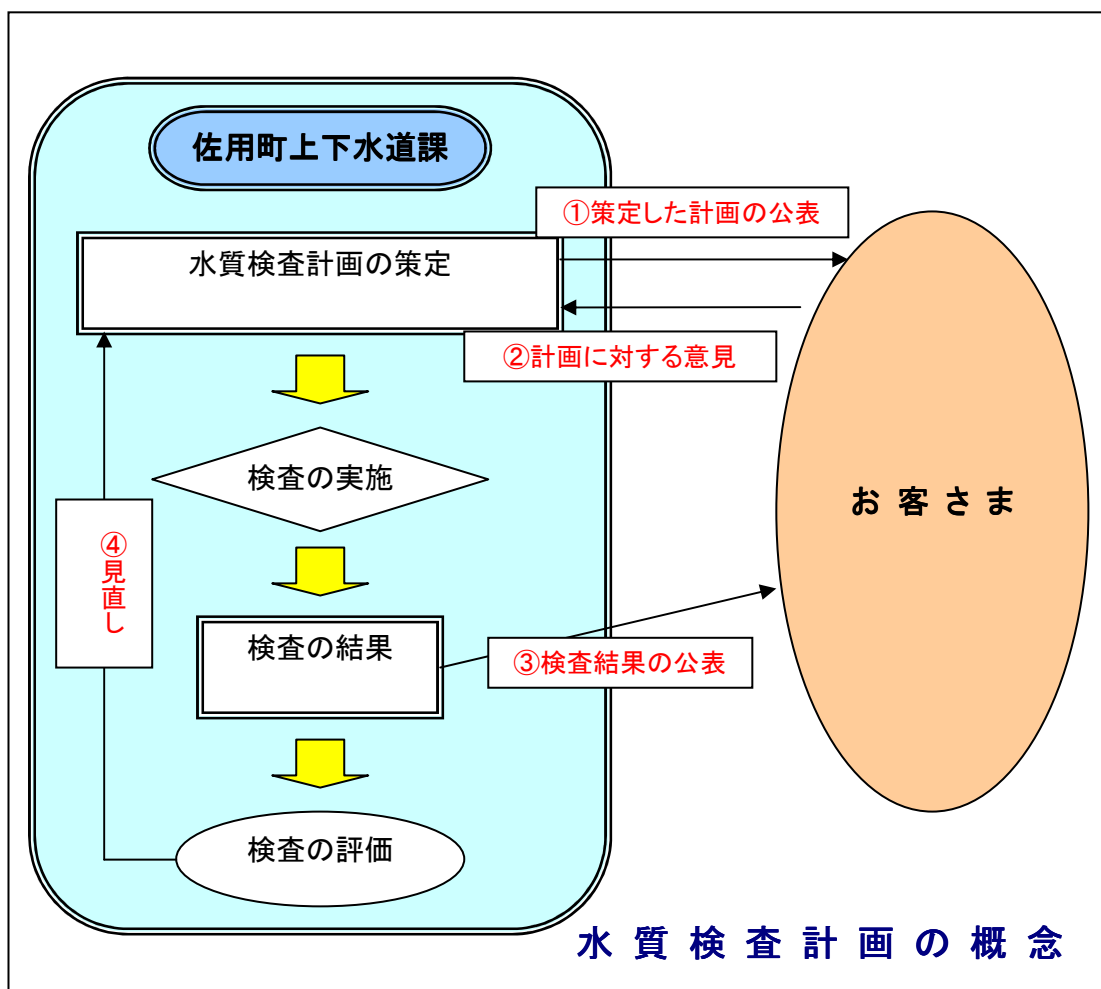 佐用町上下水道課
①策定した計画の公表
水質検査計画の策定
②計画に対する意見
検査の実施
お客さま
④見直し
検査の結果
③検査結果の公表
検査の評価
水質検査計画の概念